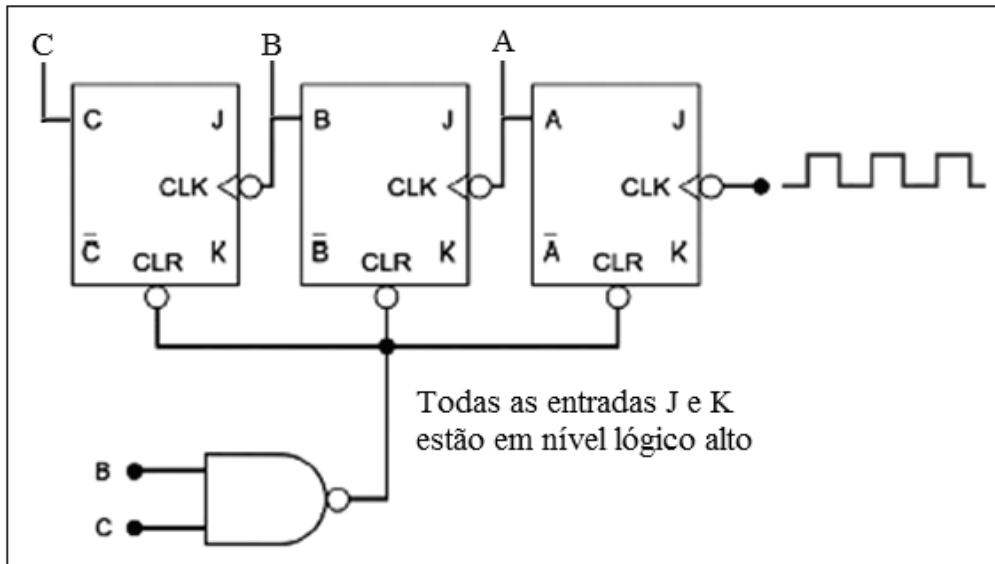 C B A
C J B J A J
CLK CLK CLK
C̅ K B̅ K A̅ K
CLR CLR CLR
Todas as entradas J e K
estão em nível lógico alto
B
C